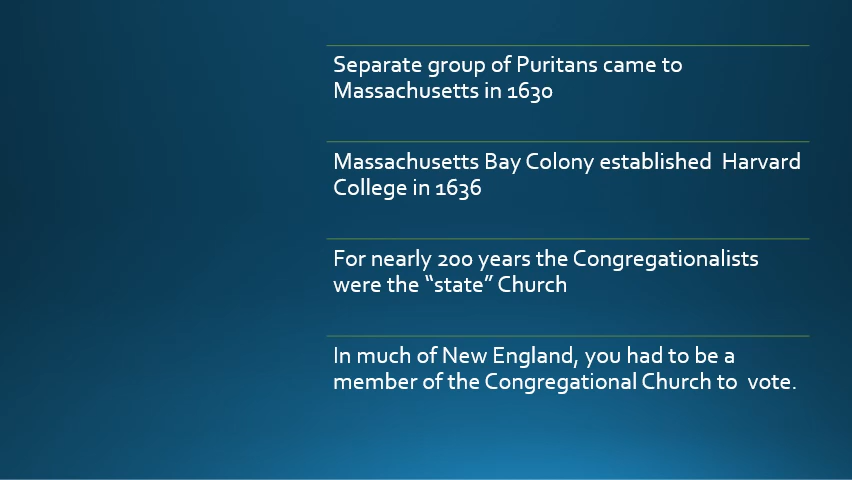 Separate group of Puritans came to
Massachusetts in 1630
Massachusetts Bay Colony established  Harvard
College in 1636
For nearly 200 years the Congregationalists
were the “state” Church
In much of New England, you had to be a
member of the Congregational Church to  vote.